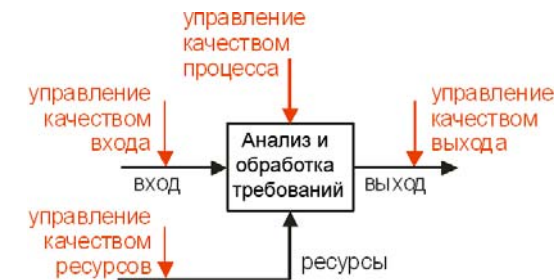 управление
качеством
процесса
управление
качеством
входа
управление
качеством
выхода
Анализ и
обработка
требований
вход
выход
управление
качеством
ресурсов
ресурсы